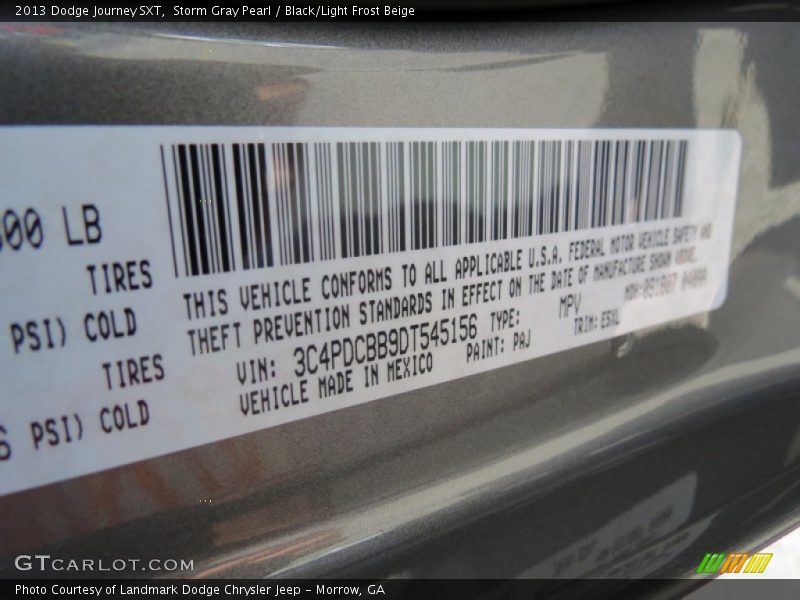 2013 Dodge Journey SXT, Storm Gray Pearl / Black/Light Frost Beige
00 LB
TIRES
PSI) COLD
TIRES
PSI) COLD
THIS VEHICLE CONFORMS TO ALL APPLICABLE U.S.A. FEDERAL MOTOR VEHICLE SAFETY AND
THEFT PREVENTION STANDARDS IN EFFECT ON THE DATE OF MANUFACTURE SHOWN ABOVE.
VIN: 3C4PDCBB9DT545156 TYPE: MPV
VEHICLE MADE IN MEXICO PAINT: PAJ TRIM: E5XL
GTCARLOT.COM
Photo Courtesy of Landmark Dodge Chrysler Jeep – Morrow, GA